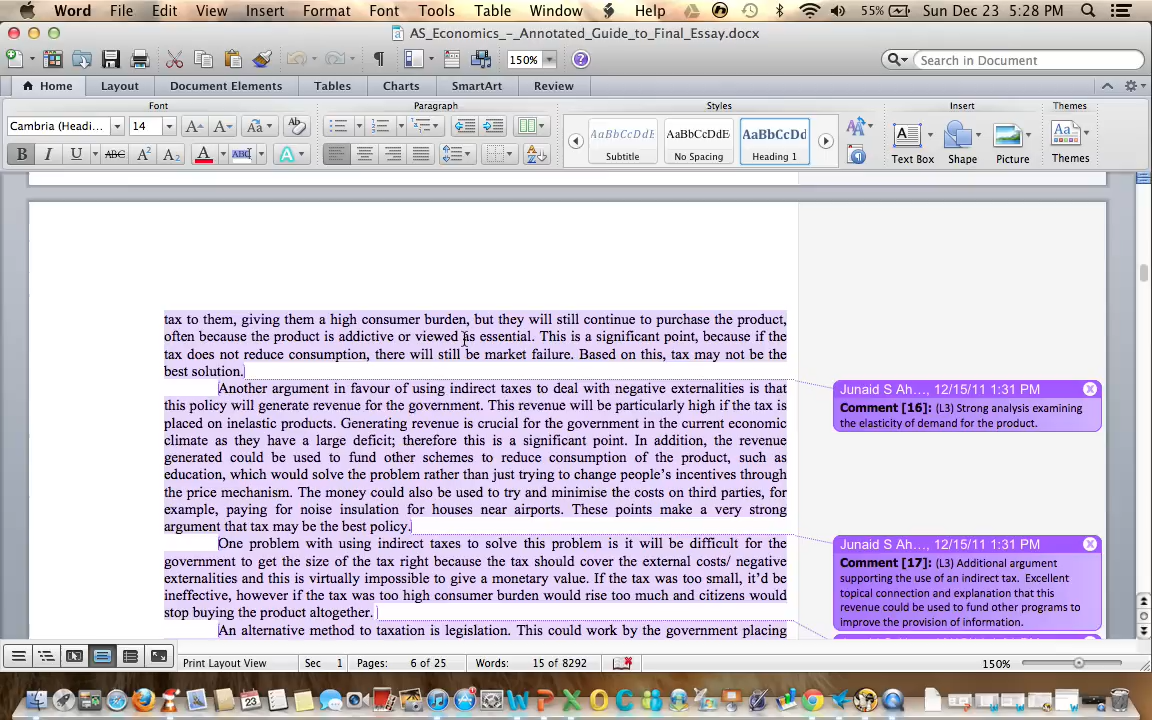 Word File Edit View Insert Format Font Tools Table Window Help 55% Sun Dec 23 5:28 PM
AS_Economics_-_Annotated_Guide_to_Final_Essay.docx
150% Search in Document
Home Layout Document Elements Tables Charts SmartArt Review
Font Paragraph Styles Insert Themes
Cambria (Headi... 14 A A Aa Abc
AaBbCcDdE AaBbCcDdE AaBbCcDd
B I U ABC A² A₂ A ABC A
Subtitle No Spacing Heading 1 Text Box Shape Picture Themes
tax to them, giving them a high consumer burden, but they will still continue to purchase the product,
often because the product is addictive or viewed as essential. This is a significant point, because if the
tax does not reduce consumption, there will still be market failure. Based on this, tax may not be the
best solution.
Another argument in favour of using indirect taxes to deal with negative externalities is that
this policy will generate revenue for the government. This revenue will be particularly high if the tax is
placed on inelastic products. Generating revenue is crucial for the government in the current economic
climate as they have a large deficit; therefore this is a significant point. In addition, the revenue
generated could be used to fund other schemes to reduce consumption of the product, such as
education, which would solve the problem rather than just trying to change people's incentives through
the price mechanism. The money could also be used to try and minimise the costs on third parties, for
example, paying for noise insulation for houses near airports. These points make a very strong
argument that tax may be the best policy.
One problem with using indirect taxes to solve this problem is it will be difficult for the
government to get the size of the tax right because the tax should cover the external costs/ negative
externalities and this is virtually impossible to give a monetary value. If the tax was too small, it'd be
ineffective, however if the tax was too high consumer burden would rise too much and citizens would
stop buying the product altogether.
An alternative method to taxation is legislation. This could work by the government placing
Junaid S Ah..., 12/15/11 1:31 PM
Comment [16]: (L3) Strong analysis examining
the elasticity of demand for the product.
Junaid S Ah..., 12/15/11 1:31 PM
Comment [17]: (L3) Additional argument
supporting the use of an indirect tax. Excellent
topical connection and explanation that this
revenue could be used to fund other programs to
improve the provision of information.
Print Layout View Sec 1 Pages: 6 of 25 Words: 15 of 8292 150%